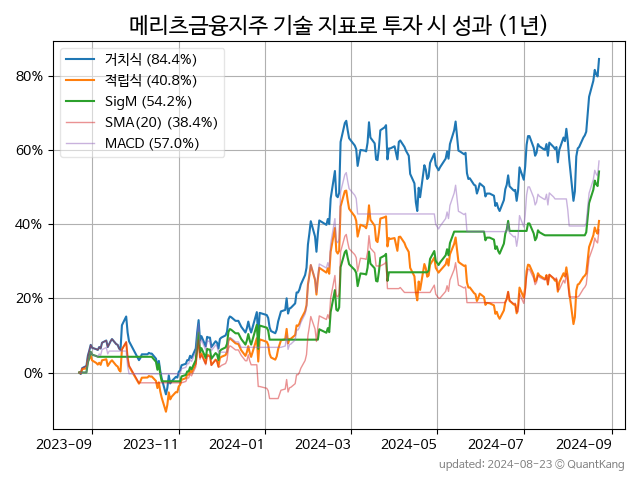 메리츠금융지주 기술 지표로 투자 시 성과 (1년)
거치식 (84.4%)
적립식 (40.8%)
SigM (54.2%)
SMA(20) (38.4%)
MACD (57.0%)
80%
60%
40%
20%
0%
2023-09 2023-11 2024-01 2024-03 2024-05 2024-07 2024-09
updated: 2024-08-23 © QuantKang